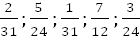 2/31 ; 5/24 ; 1/31 ; 7/12 ; 3/24